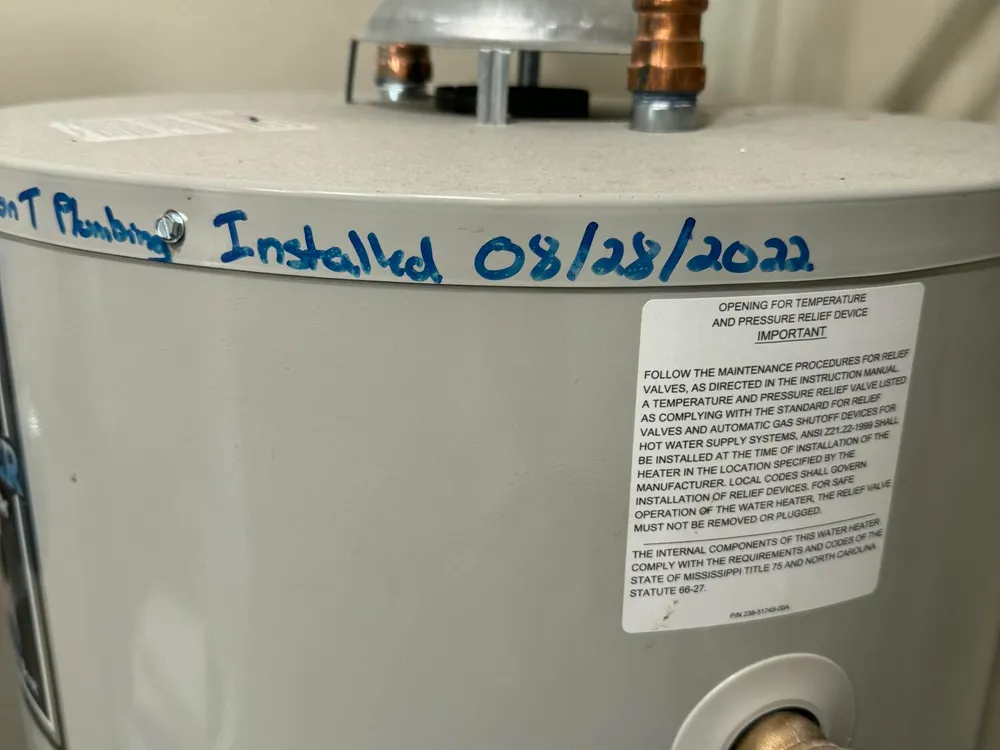 T Plumbing Installed 08/28/2022
OPENING FOR TEMPERATURE
AND PRESSURE RELIEF DEVICE
IMPORTANT
FOLLOW THE MAINTENANCE PROCEDURES FOR RELIEF
VALVES, AS DIRECTED IN THE INSTRUCTION MANUAL.
A TEMPERATURE AND PRESSURE RELIEF VALVE LISTED
AS COMPLYING WITH THE STANDARD FOR RELIEF
VALVES AND AUTOMATIC GAS SHUTOFF DEVICES FOR
HOT WATER SUPPLY SYSTEMS, ANSI Z21.22-1999 SHALL
BE INSTALLED AT THE TIME OF INSTALLATION OF THE
HEATER IN THE LOCATION SPECIFIED BY THE
MANUFACTURER. LOCAL CODES SHALL GOVERN
INSTALLATION OF RELIEF DEVICES. FOR SAFE
OPERATION OF THE WATER HEATER, THE RELIEF VALVE
MUST NOT BE REMOVED OR PLUGGED.
THE INTERNAL COMPONENTS OF THIS WATER HEATER
COMPLY WITH THE REQUIREMENTS AND CODES OF THE
STATE OF MISSISSIPPI TITLE 75 AND NORTH CAROLINA
STATUTE 66-27.
P/N 238-51749-00A